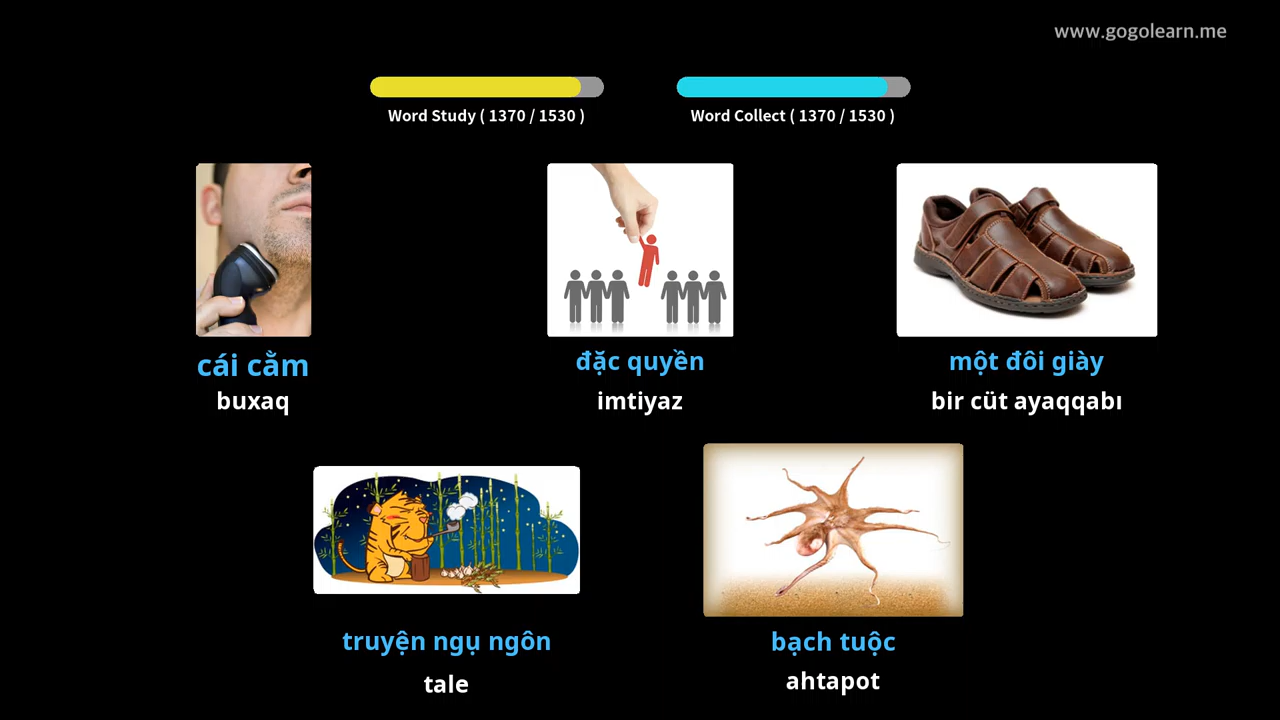 www.gogolearn.me
Word Study ( 1370 / 1530 )
Word Collect ( 1370 / 1530 )
cái cằm
buxaq
đặc quyền
imtiyaz
một đôi giày
bir cüt ayaqqabı
truyện ngụ ngôn
tale
bạch tuộc
ahtapot